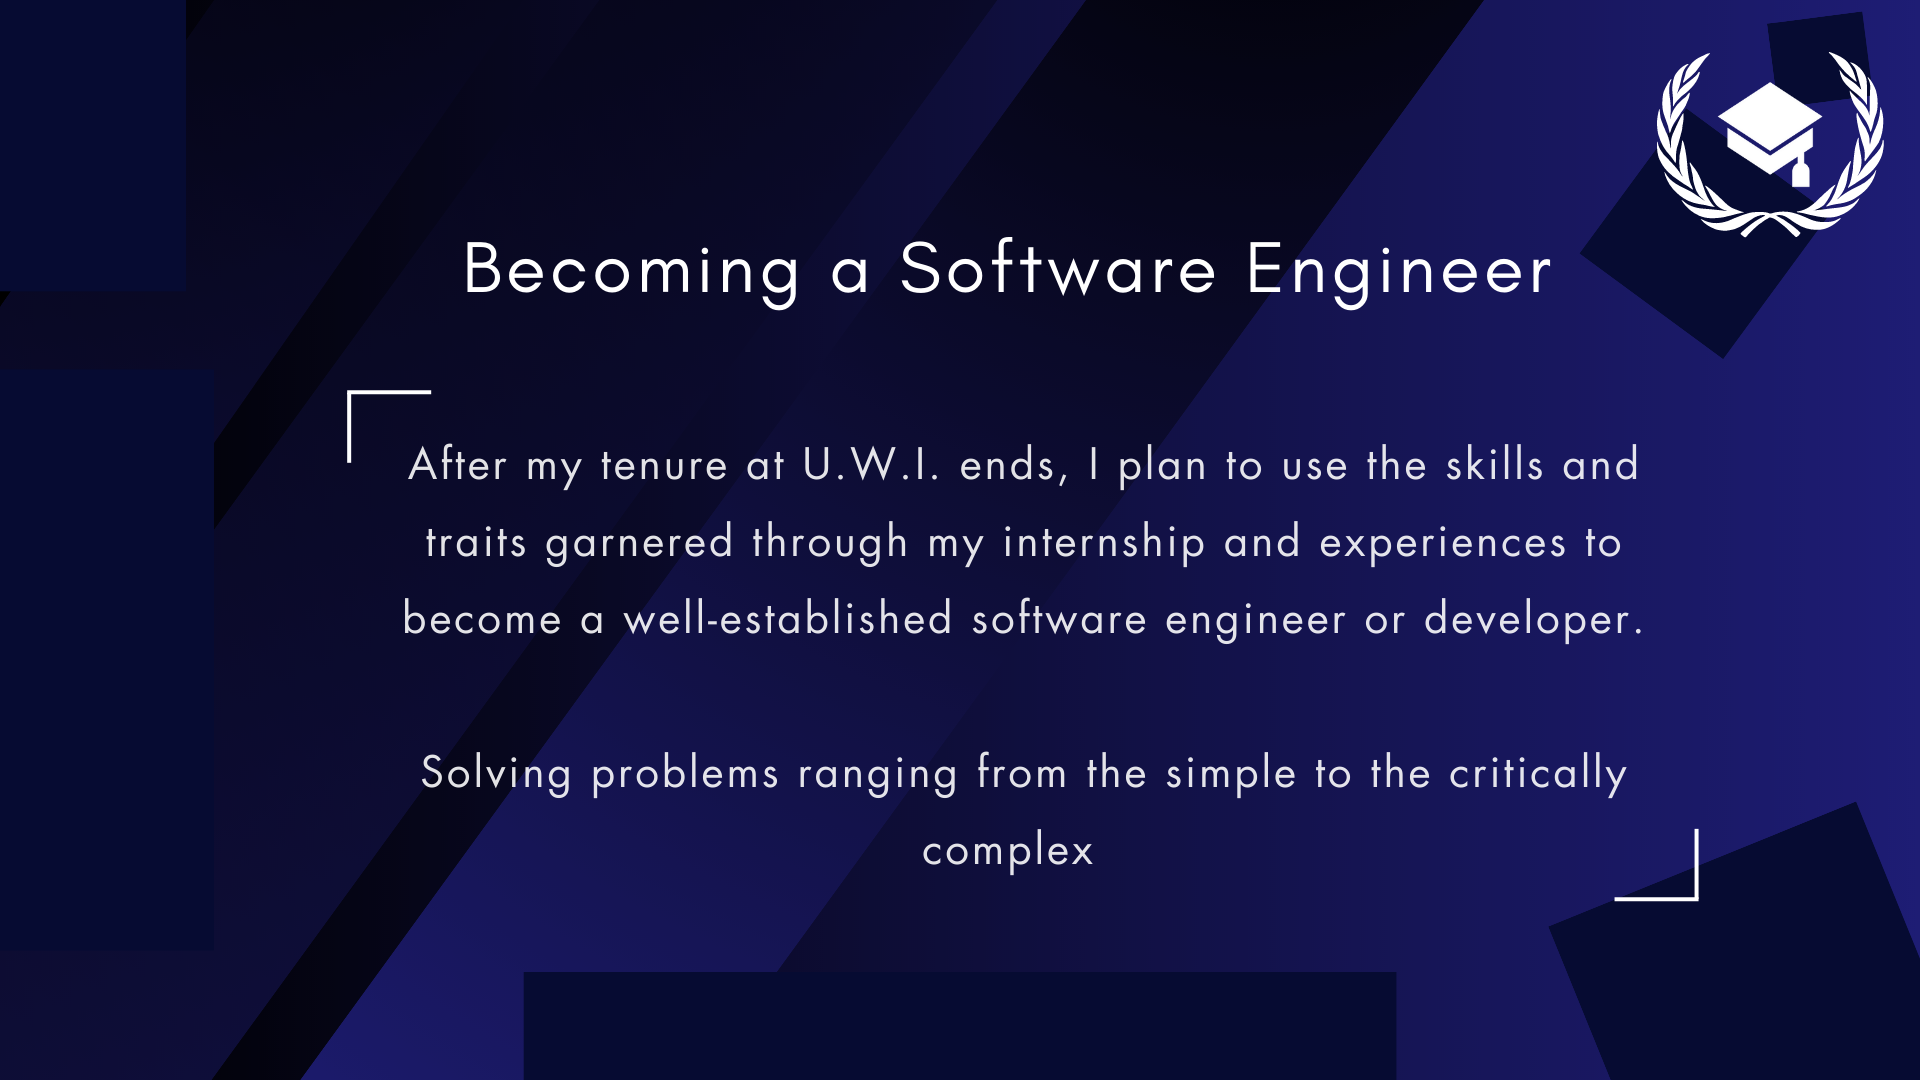 Becoming a Software Engineer
After my tenure at U.W.I. ends, I plan to use the skills and
traits garnered through my internship and experiences to
become a well-established software engineer or developer.
Solving problems ranging from the simple to the critically
complex